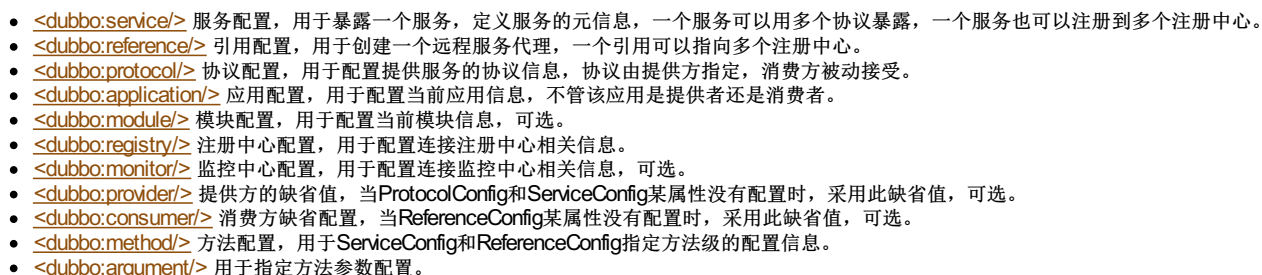 • <dubbo:service/> 服务配置，用于暴露一个服务，定义服务的元信息，一个服务可以用多个协议暴露，一个服务也可以注册到多个注册中心。
• <dubbo:reference/> 引用配置，用于创建一个远程服务代理，一个引用可以指向多个注册中心。
• <dubbo:protocol/> 协议配置，用于配置提供服务的协议信息，协议由提供方指定，消费方被动接受。
• <dubbo:application/> 应用配置，用于配置当前应用信息，不管该应用是提供者还是消费者。
• <dubbo:module/> 模块配置，用于配置当前模块信息，可选。
• <dubbo:registry/> 注册中心配置，用于配置连接注册中心相关信息。
• <dubbo:monitor/> 监控中心配置，用于配置连接监控中心相关信息，可选。
• <dubbo:provider/> 提供方的缺省值，当ProtocolConfig和ServiceConfig某属性没有配置时，采用此缺省值，可选。
• <dubbo:consumer/> 消费方缺省配置，当ReferenceConfig某属性没有配置时，采用此缺省值，可选。
• <dubbo:method/> 方法配置，用于ServiceConfig和ReferenceConfig指定方法级的配置信息。
• <dubbo:argument/> 用于指定方法参数配置。